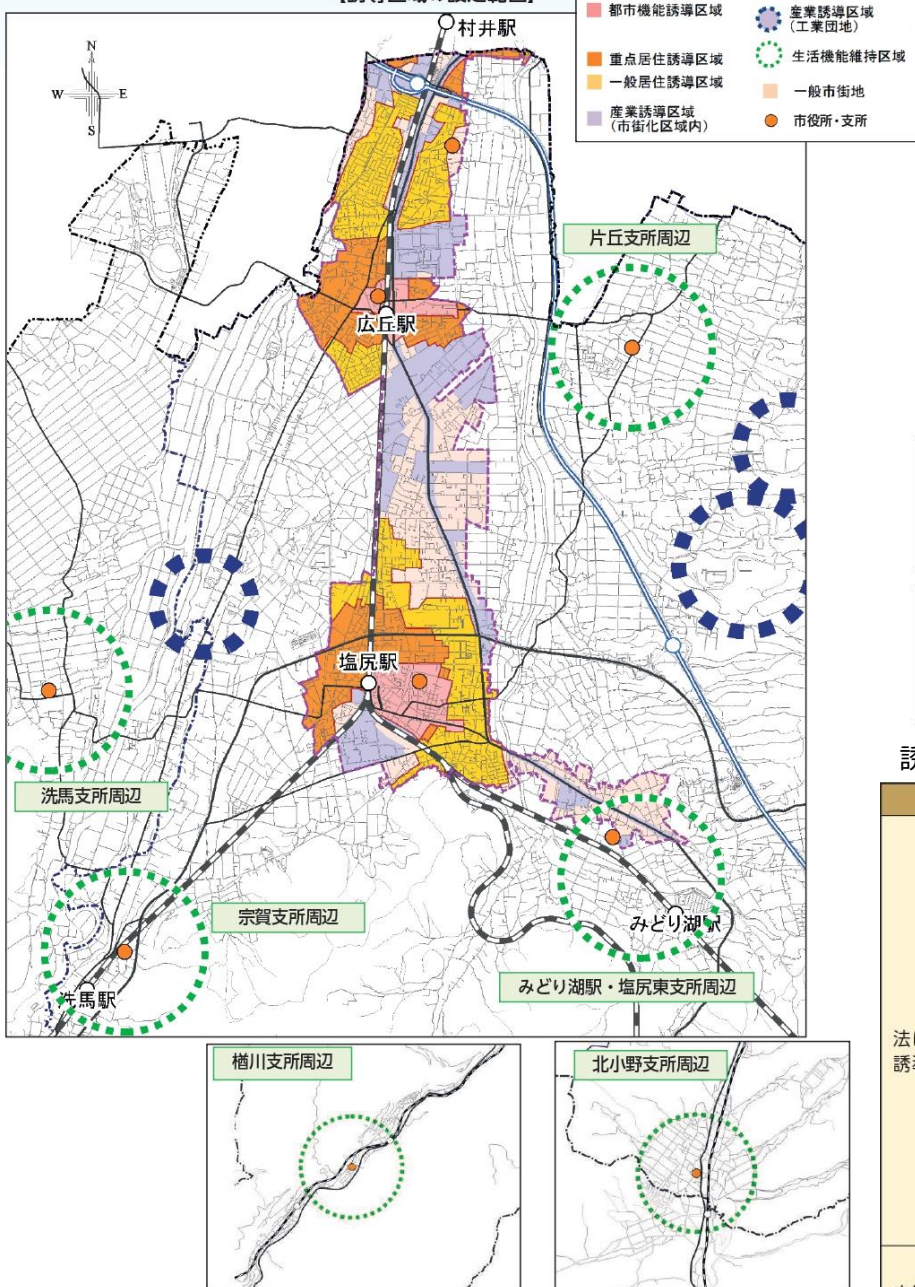 村井駅
都市機能誘導区域
重点居住誘導区域
一般居住誘導区域
産業誘導区域
(市街化区域内)
産業誘導区域
(工業団地)
生活機能維持区域
一般市街地
市役所・支所
N
W
E
S
片丘支所周辺
広丘駅
塩尻駅
洗馬支所周辺
宗賀支所周辺
みどり湖駅
洗馬駅
みどり湖駅・塩尻東支所周辺
楢川支所周辺
北小野支所周辺